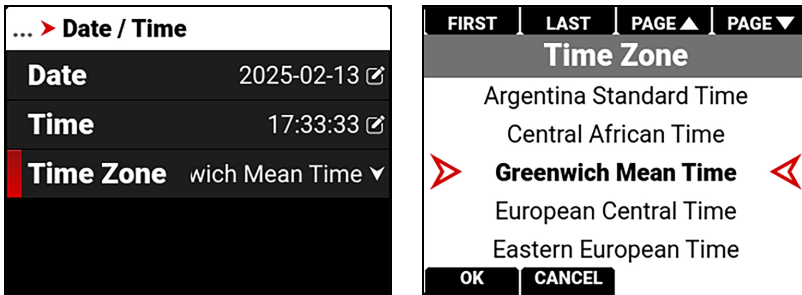 ... > Date / Time
Date 2025-02-13
Time 17:33:33
Time Zone wich Mean Time
FIRST LAST PAGE▲ PAGE▼
Time Zone
Argentina Standard Time
Central African Time
Greenwich Mean Time
European Central Time
Eastern European Time
OK CANCEL